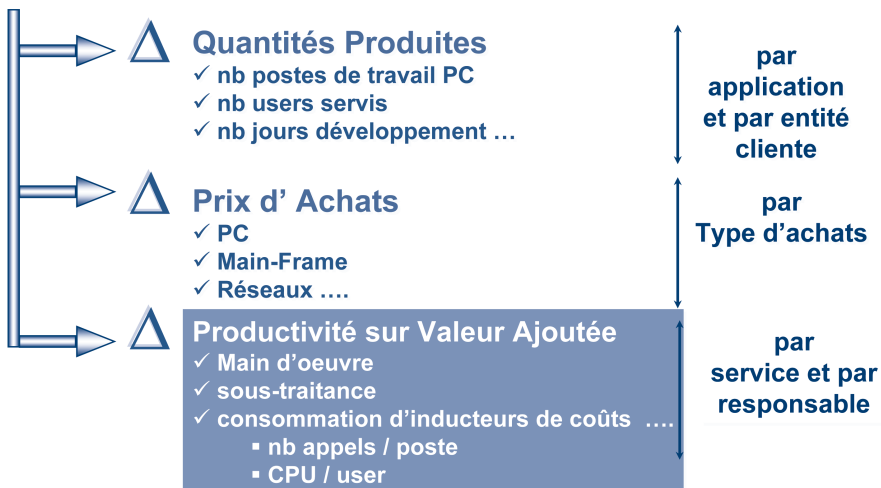 Δ Quantités Produites
✓ nb postes de travail PC
✓ nb users servis
✓ nb jours développement …
par
application
et par entité
cliente
Δ Prix d’ Achats
✓ PC
✓ Main-Frame
✓ Réseaux ….
par
Type d’achats
Δ Productivité sur Valeur Ajoutée
✓ Main d’oeuvre
✓ sous-traitance
✓ consommation d’inducteurs de coûts ….
▪ nb appels / poste
▪ CPU / user
par
service et par
responsable